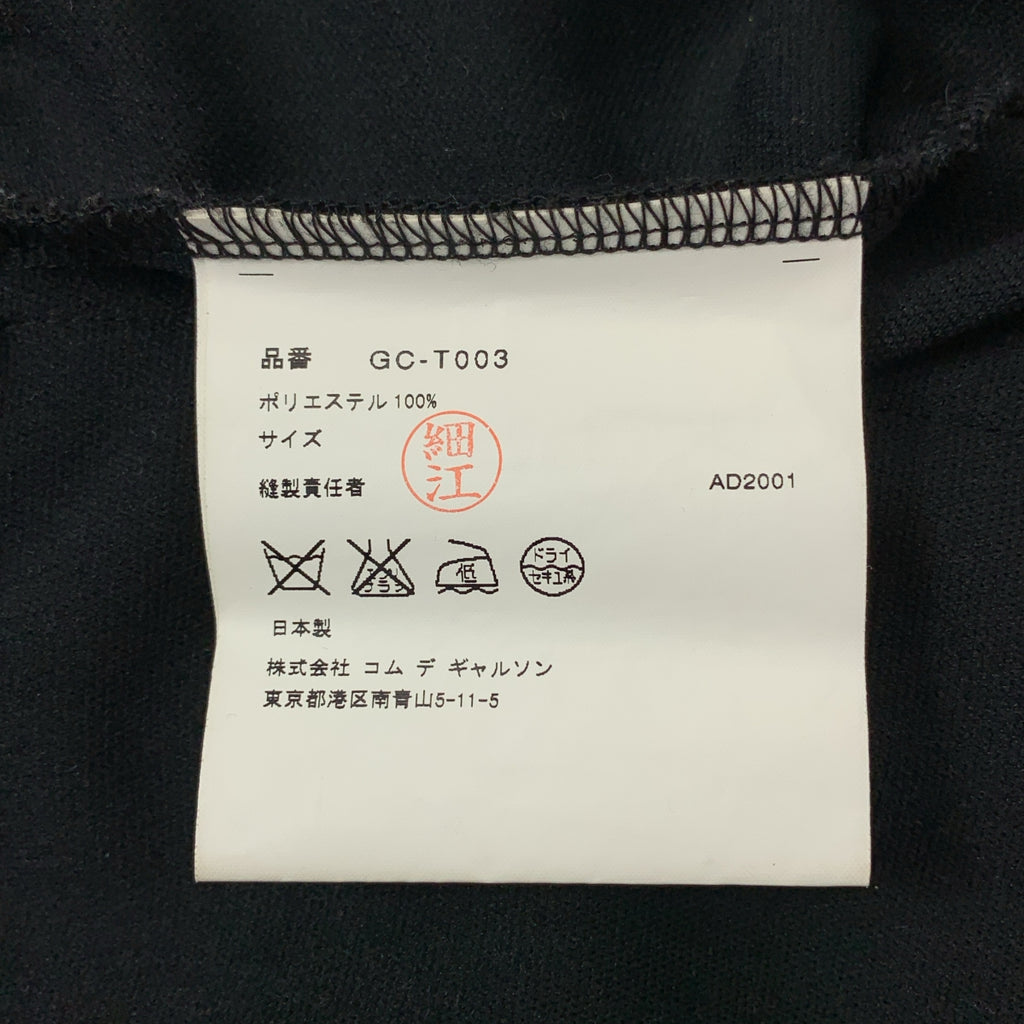 品番 GC-T003
ポリエステル 100%
サイズ
細江
縫製責任者 AD2001
低
ドライ
セキユ系
日本製
株式会社 コム デ ギャルソン
東京都港区南青山5-11-5